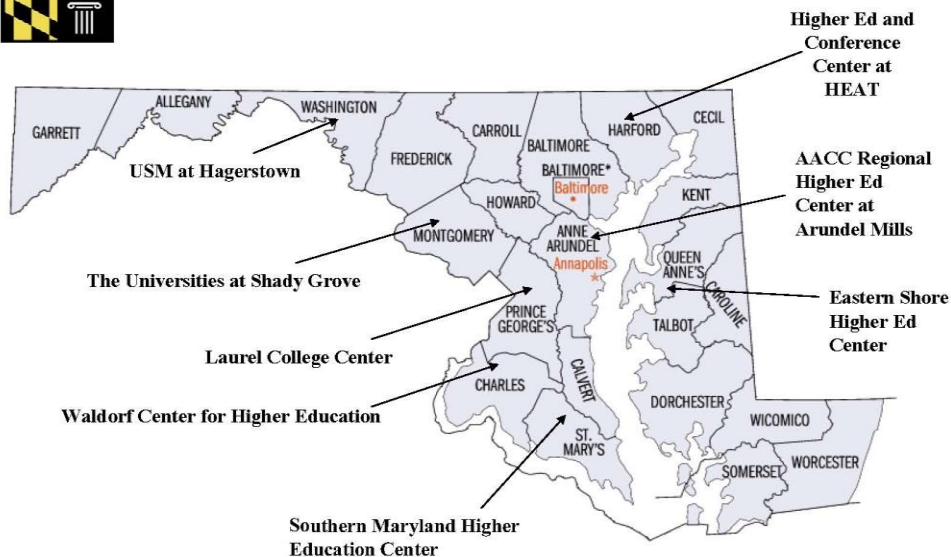 Higher Ed and
Conference
Center at
HEAT
ALLEGANY
WASHINGTON
GARRETT
CARROLL
HARFORD
CECIL
BALTIMORE
FREDERICK
BALTIMORE*
Baltimore
USM at Hagerstown
AACC Regional
Higher Ed
Center at
Arundel Mills
KENT
HOWARD
MONTGOMERY
ANNE
ARUNDEL
Annapolis
QUEEN
ANNE'S
CAROLINE
The Universities at Shady Grove
Eastern Shore
Higher Ed
Center
PRINCE
GEORGE'S
TALBOT
Laurel College Center
CALVERT
CHARLES
DORCHESTER
Waldorf Center for Higher Education
WICOMICO
ST.
MARY'S
SOMERSET
WORCESTER
Southern Maryland Higher
Education Center